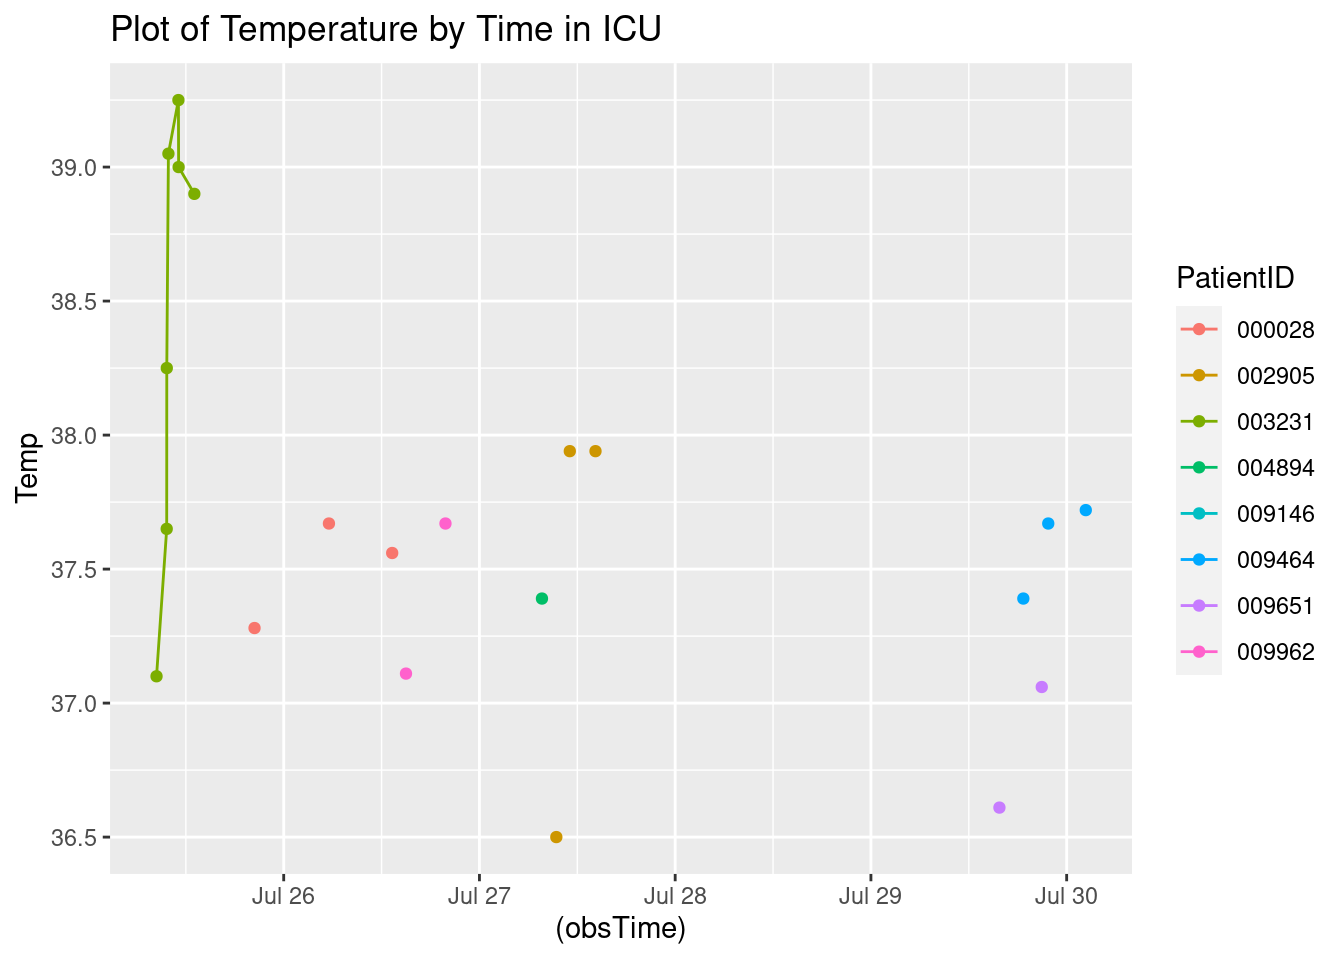 Plot of Temperature by Time in ICU
Temp
39.0
38.5
38.0
37.5
37.0
36.5
Jul 26 Jul 27 Jul 28 Jul 29 Jul 30
(obsTime)
PatientID
000028
002905
003231
004894
009146
009464
009651
009962